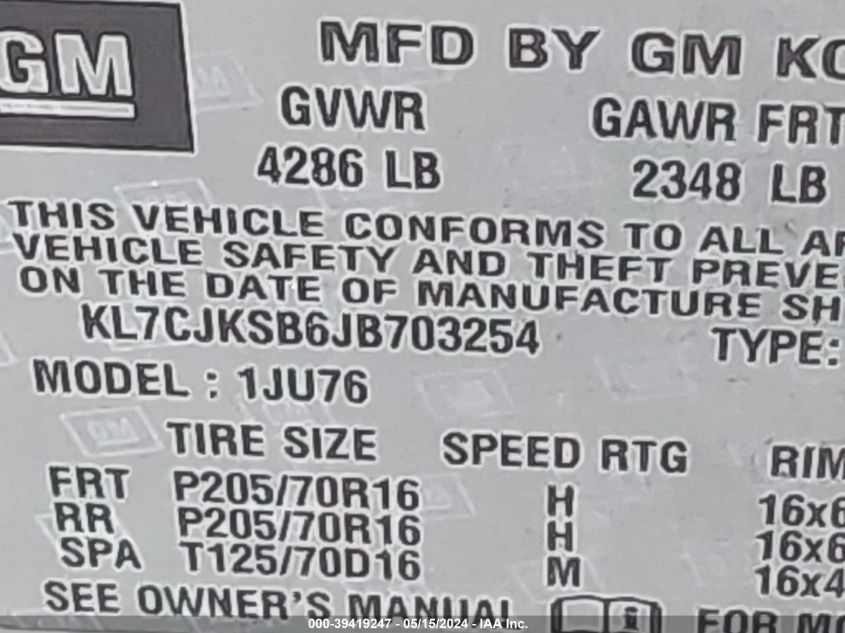 GM
MFD BY GM KO
GVWR GAWR FRT
4286 LB 2348 LB
THIS VEHICLE CONFORMS TO ALL AP
VEHICLE SAFETY AND THEFT PREVE
ON THE DATE OF MANUFACTURE SH
KL7CJKSB6JB703254 TYPE:
MODEL : 1JU76
TIRE SIZE SPEED RTG RIM
FRT P205/70R16 H 16x6
RR P205/70R16 H 16x6
SPA T125/70D16 M 16x4
SEE OWNER'S MANUAL i FOR MO
000-39419247 - 05/15/2024 - IAA Inc.